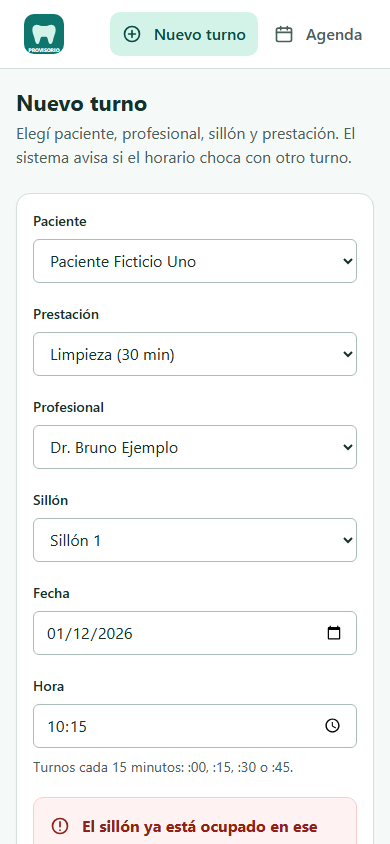 PROVISORIO
Nuevo turno
Agenda
Nuevo turno
Elegí paciente, profesional, sillón y prestación. El
sistema avisa si el horario choca con otro turno.
Paciente
Paciente Ficticio Uno
Prestación
Limpieza (30 min)
Profesional
Dr. Bruno Ejemplo
Sillón
Sillón 1
Fecha
01/12/2026
Hora
10:15
Turnos cada 15 minutos: :00, :15, :30 o :45.
El sillón ya está ocupado en ese